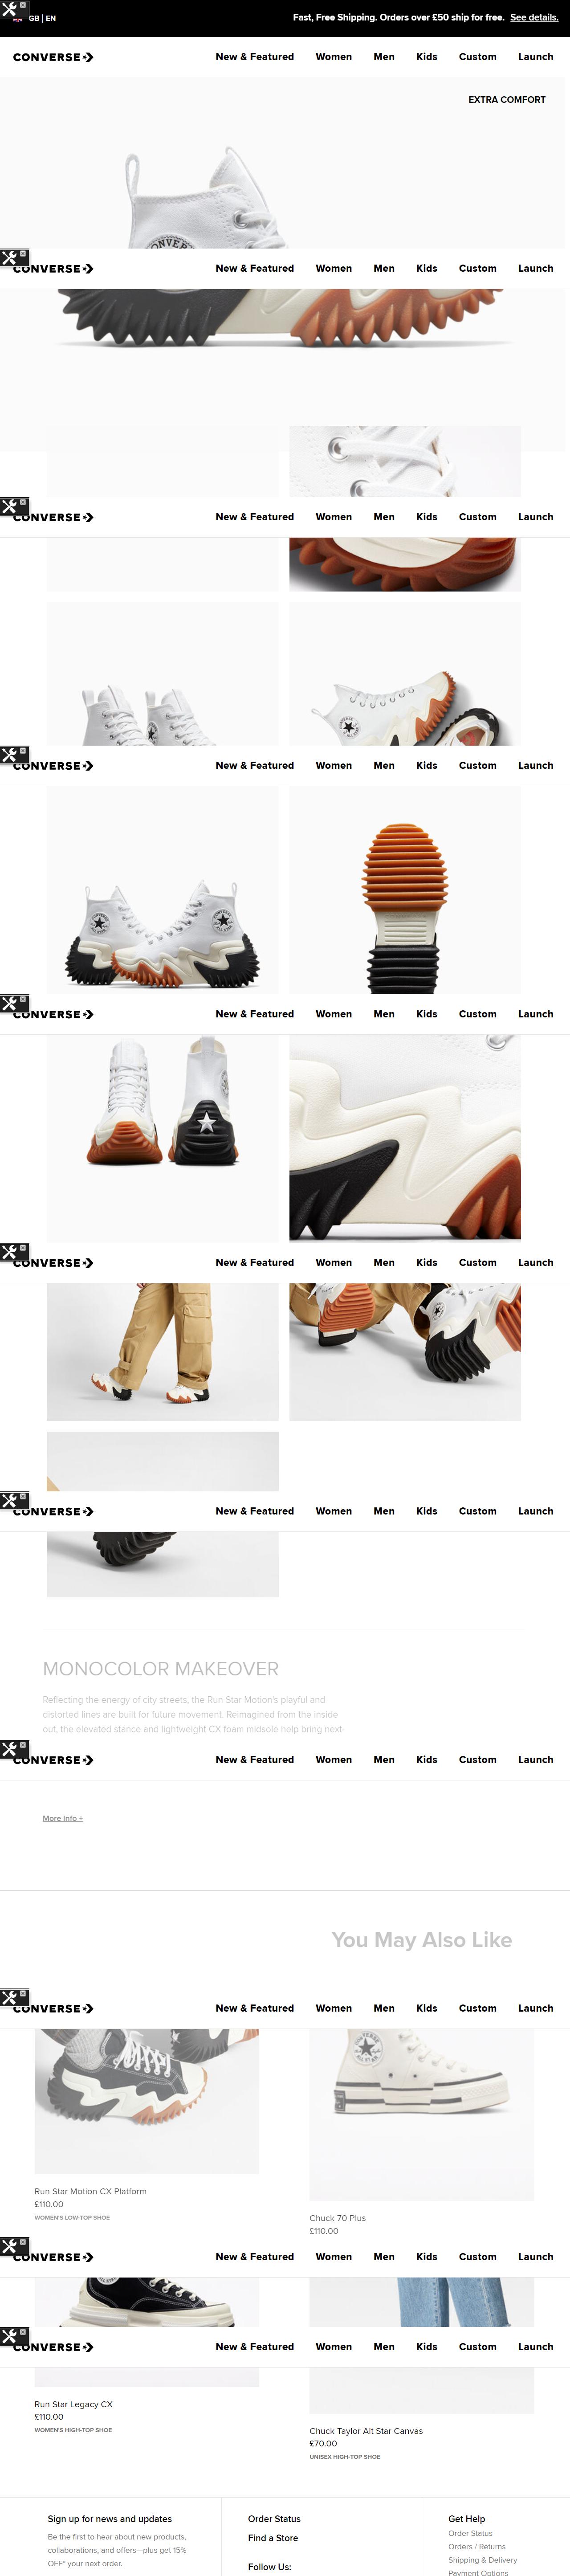 GB | EN
Fast, Free Shipping. Orders over £50 ship for free. See details.
CONVERSE
New & Featured Women Men Kids Custom Launch
EXTRA COMFORT
CONVERSE
New & Featured Women Men Kids Custom Launch
CONVERSE
New & Featured Women Men Kids Custom Launch
CONVERSE
New & Featured Women Men Kids Custom Launch
CONVERSE
New & Featured Women Men Kids Custom Launch
CONVERSE
New & Featured Women Men Kids Custom Launch
CONVERSE
New & Featured Women Men Kids Custom Launch
MONOCOLOR MAKEOVER
Reflecting the energy of city streets, the Run Star Motion's playful and
distorted lines are built for future movement. Reimagined from the inside
out, the elevated stance and lightweight CX foam midsole help bring next-
CONVERSE
New & Featured Women Men Kids Custom Launch
More Info +
You May Also Like
CONVERSE
New & Featured Women Men Kids Custom Launch
Run Star Motion CX Platform
£110.00
WOMEN'S LOW-TOP SHOE
Chuck 70 Plus
£110.00
CONVERSE
New & Featured Women Men Kids Custom Launch
CONVERSE
New & Featured Women Men Kids Custom Launch
Run Star Legacy CX
£110.00
WOMEN'S HIGH-TOP SHOE
Chuck Taylor Alt Star Canvas
£70.00
UNISEX HIGH-TOP SHOE
Sign up for news and updates
Be the first to hear about new products,
collaborations, and offers—plus get 15%
OFF* your next order.
Order Status
Find a Store
Follow Us:
Get Help
Order Status
Orders / Returns
Shipping & Delivery
Payment Options